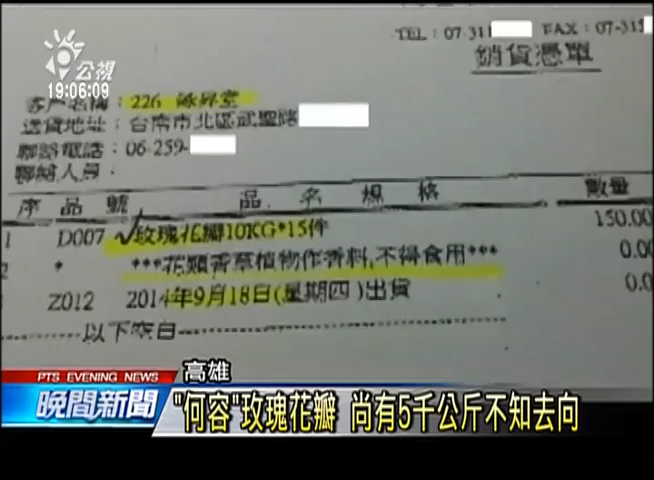 公視
19:06:09
TEL：07-311
FAX：07-315
銷貨憑單
客戶名稱：226
送貨地址：台南市北區武聖路
聯絡電話：06-259-
聯絡人員：
序 品 號 品 名 規 格 數量
1 D007 ✓玫瑰花瓣10KG*15件 150.00
2 * ***花類香草植物作香料,不得食用*** 0.00
Z012 2014年9月18日(星期四)出貨 0.0
------以下空白------
高雄
PTS EVENING NEWS
晚間新聞
"何容"玫瑰花瓣 尚有5千公斤不知去向